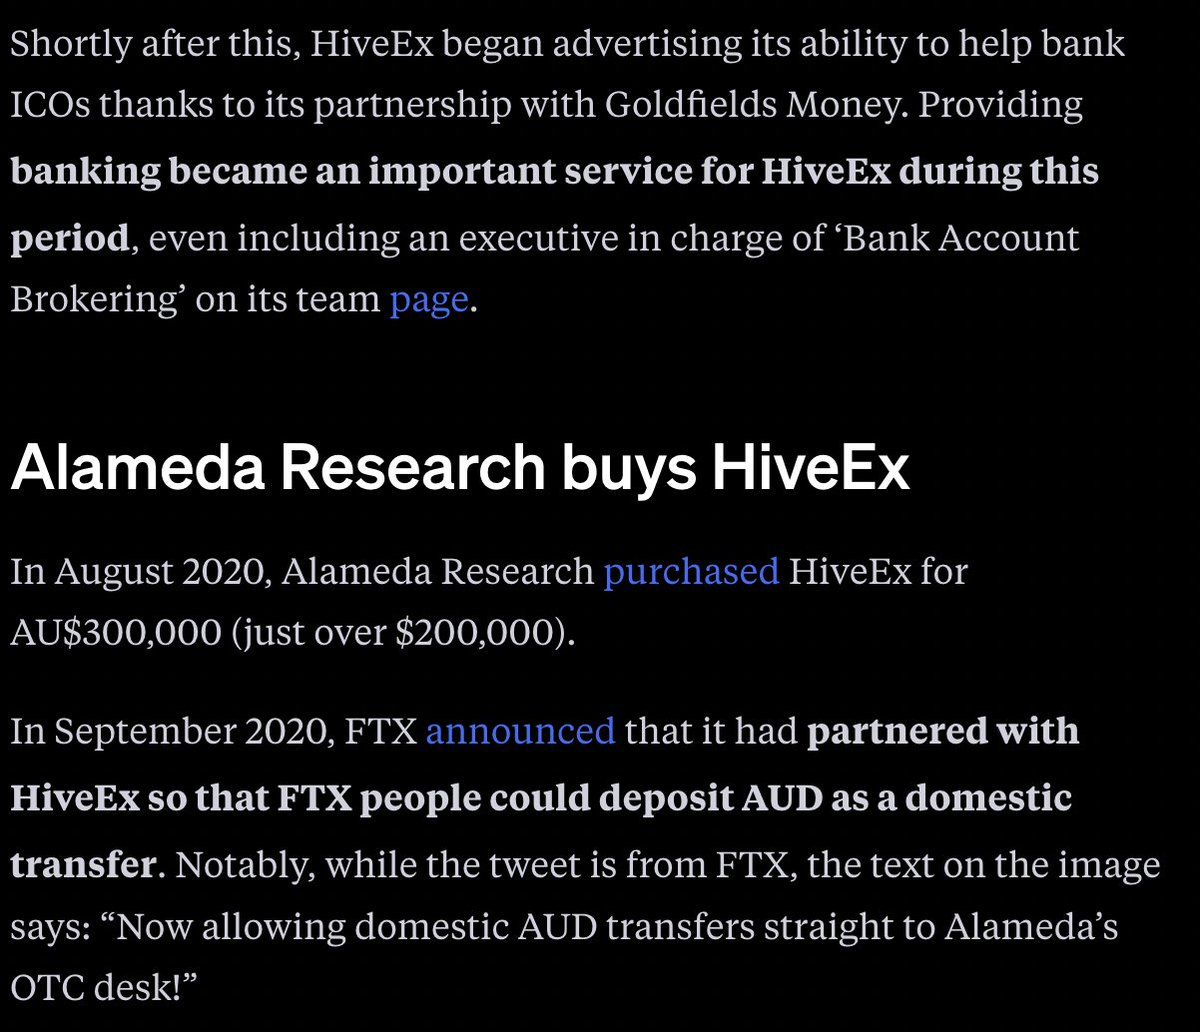 Shortly after this, HiveEx began advertising its ability to help bank
ICOs thanks to its partnership with Goldfields Money. Providing
banking became an important service for HiveEx during this
period, even including an executive in charge of ‘Bank Account
Brokering’ on its team page.
Alameda Research buys HiveEx
In August 2020, Alameda Research purchased HiveEx for
AU$300,000 (just over $200,000).
In September 2020, FTX announced that it had partnered with
HiveEx so that FTX people could deposit AUD as a domestic
transfer. Notably, while the tweet is from FTX, the text on the image
says: “Now allowing domestic AUD transfers straight to Alameda’s
OTC desk!”